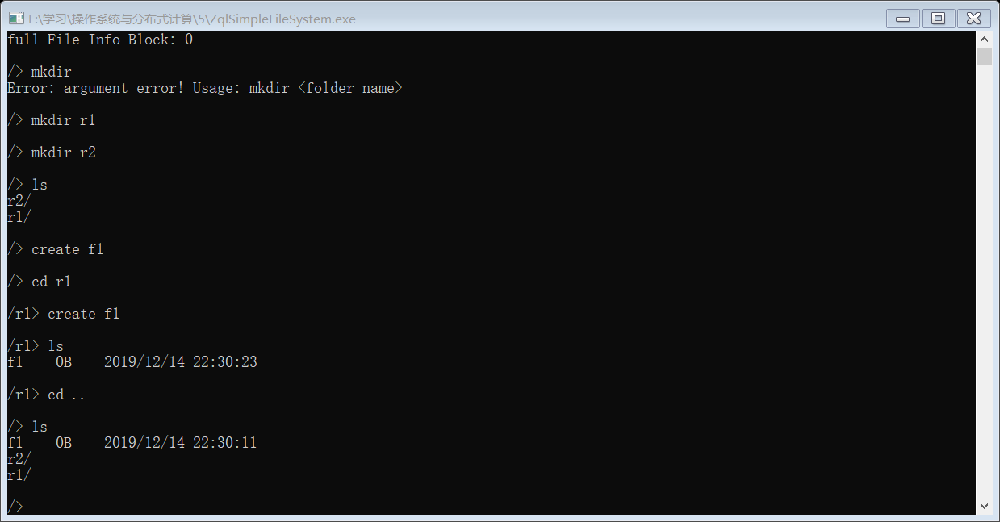 E:\学习\操作系统与分布式计算\5\ZqlSimpleFileSystem.exe
full File Info Block: 0
/> mkdir
Error: argument error! Usage: mkdir <folder name>
/> mkdir r1
/> mkdir r2
/> ls
r2/
r1/
/> create f1
/> cd r1
/r1> create f1
/r1> ls
f1    0B    2019/12/14 22:30:23
/r1> cd ..
/> ls
f1    0B    2019/12/14 22:30:11
r2/
r1/
/>